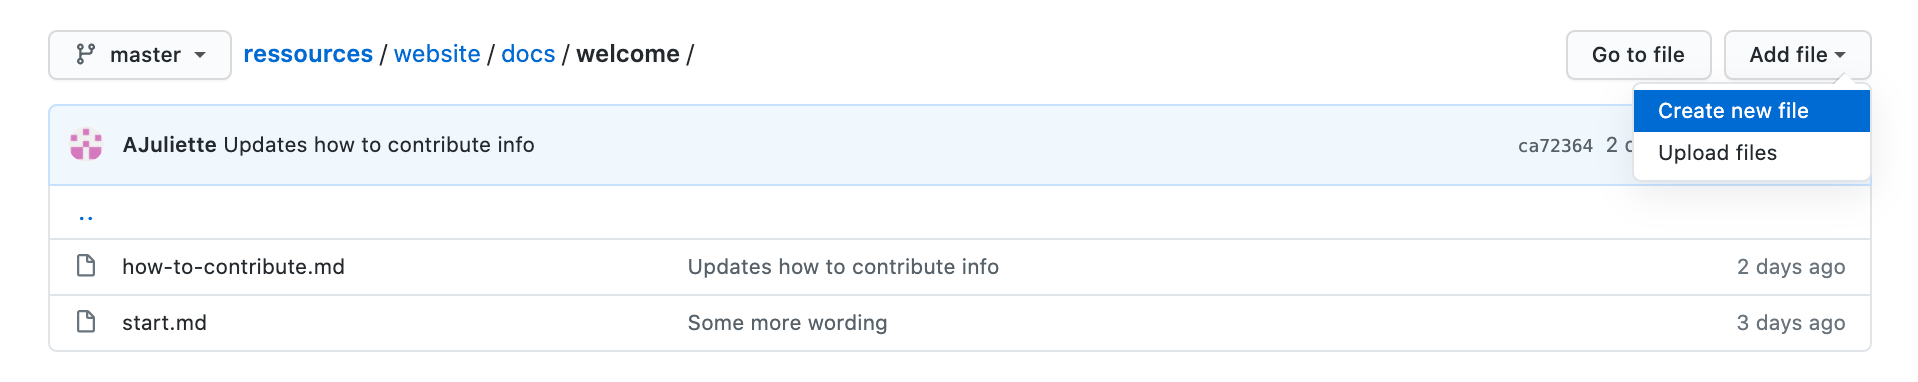 master ressources / website / docs / welcome / Go to file Add file
Create new file
AJuliette Updates how to contribute info ca72364 2
Upload files
..
how-to-contribute.md Updates how to contribute info 2 days ago
start.md Some more wording 3 days ago